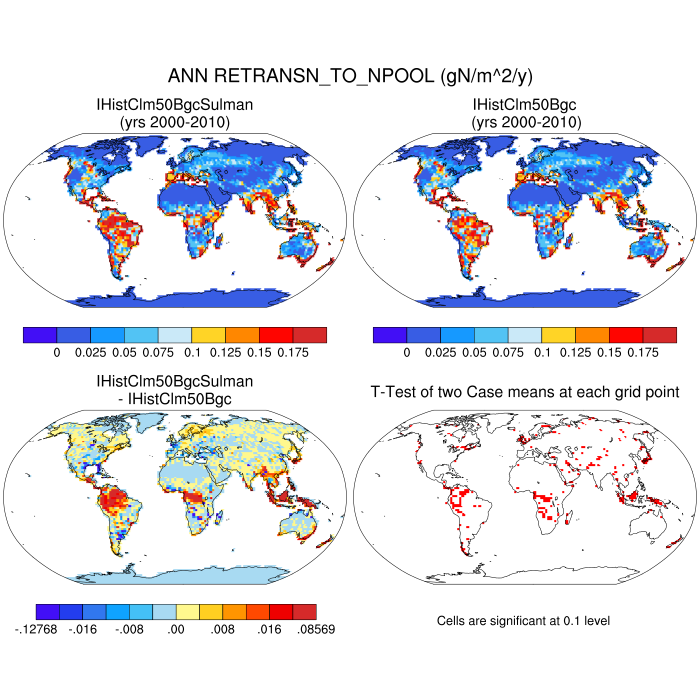 ANN RETRANSN_TO_NPOOL (gN/m^2/y)
IHistClm50BgcSulman
(yrs 2000-2010)
IHistClm50Bgc
(yrs 2000-2010)
0 0.025 0.05 0.075 0.1 0.125 0.15 0.175
0 0.025 0.05 0.075 0.1 0.125 0.15 0.175
IHistClm50BgcSulman
- IHistClm50Bgc
T-Test of two Case means at each grid point
-.12768 -.016 -.008 .00 .008 .016 .08569
Cells are significant at 0.1 level